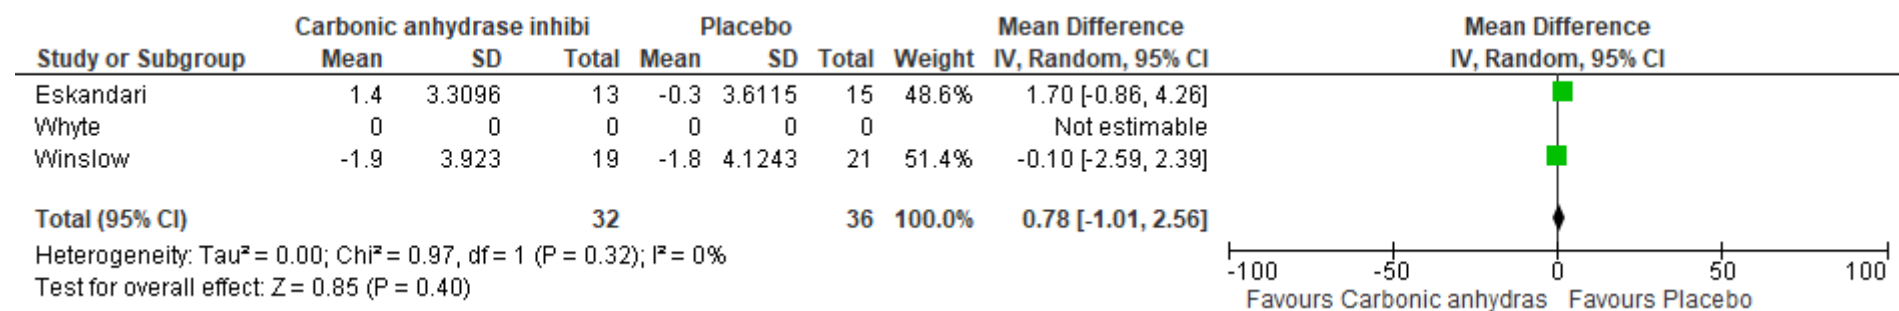 Carbonic anhydrase inhibi Placebo Mean Difference Mean Difference
Study or Subgroup Mean SD Total Mean SD Total Weight IV, Random, 95% CI IV, Random, 95% CI
Eskandari 1.4 3.3096 13 -0.3 3.6115 15 48.6% 1.70 [-0.86, 4.26]
Whyte 0 0 0 0 0 0 Not estimable
Winslow -1.9 3.923 19 -1.8 4.1243 21 51.4% -0.10 [-2.59, 2.39]
Total (95% CI) 32 36 100.0% 0.78 [-1.01, 2.56]
Heterogeneity: Tau² = 0.00; Chi² = 0.97, df = 1 (P = 0.32); I² = 0%
Test for overall effect: Z = 0.85 (P = 0.40)
-100 -50 0 50 100
Favours Carbonic anhydras Favours Placebo